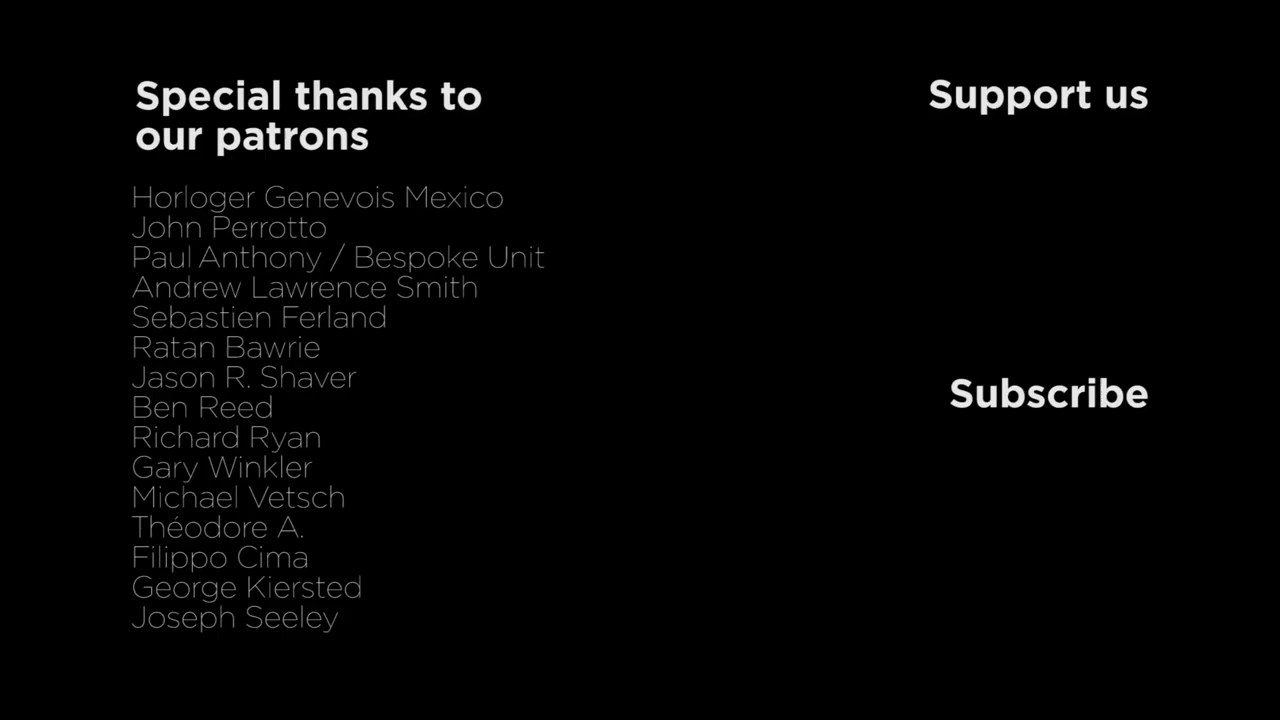 Special thanks to
our patrons
Horloger Genevois Mexico
John Perrotto
Paul Anthony / Bespoke Unit
Andrew Lawrence Smith
Sebastien Ferland
Ratan Bawrie
Jason R. Shaver
Ben Reed
Richard Ryan
Gary Winkler
Michael Vetsch
Théodore A.
Filippo Cima
George Kiersted
Joseph Seeley
Support us
Subscribe